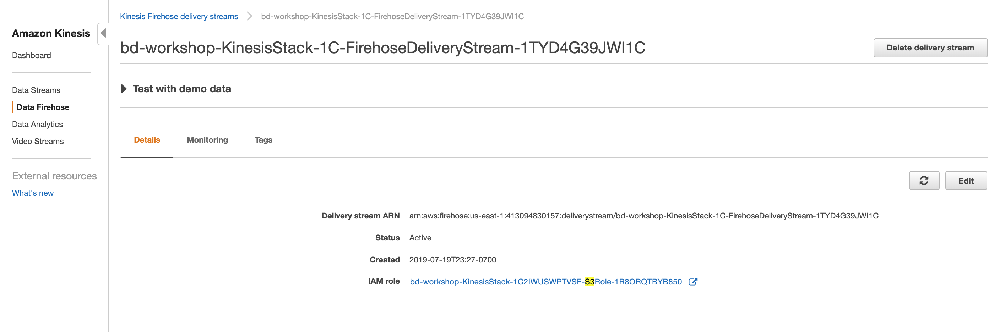 Kinesis Firehose delivery streams
bd-workshop-KinesisStack-1C-FirehoseDeliveryStream-1TYD4G39JWI1C
Amazon Kinesis
Dashboard
Data Streams
Data Firehose
Data Analytics
Video Streams
External resources
What's new
bd-workshop-KinesisStack-1C-FirehoseDeliveryStream-1TYD4G39JWI1C
Delete delivery stream
Test with demo data
Details
Monitoring
Tags
Edit
Delivery stream ARN arn:aws:firehose:us-east-1:413094830157:deliverystream/bd-workshop-KinesisStack-1C-FirehoseDeliveryStream-1TYD4G39JWI1C
Status Active
Created 2019-07-19T23:27-0700
IAM role bd-workshop-KinesisStack-1C2IWUSWPTVSF-S3Role-1R8ORQTBYB850